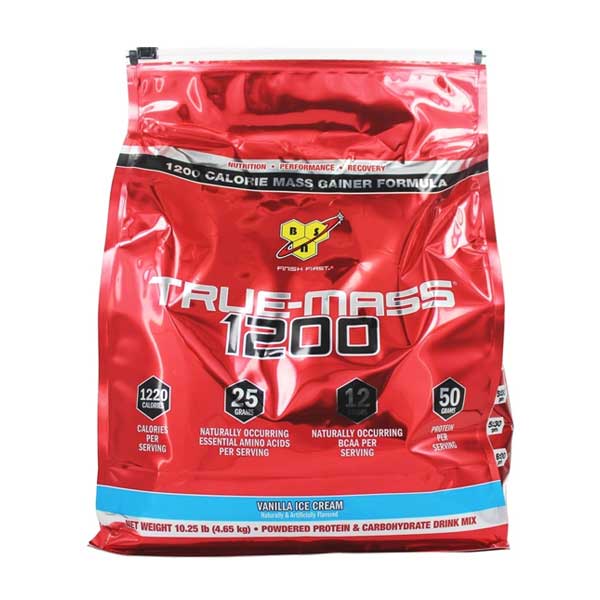 NUTRITION • PERFORMANCE • RECOVERY
1200 CALORIE MASS GAINER FORMULA
BSN
FINISH FIRST.
TRUE-MASS®
1200
1220
CALORIES
CALORIES
PER
SERVING
25
GRAMS
NATURALLY OCCURRING
ESSENTIAL AMINO ACIDS
PER SERVING
12
GRAMS
NATURALLY OCCURRING
BCAA PER
SERVING
50
GRAMS
PROTEIN
PER
SERVING
5:30
VANILLA ICE CREAM
Naturally & Artificially Flavored
NET WEIGHT 10.25 lb (4.65 kg) • POWDERED PROTEIN & CARBOHYDRATE DRINK MIX